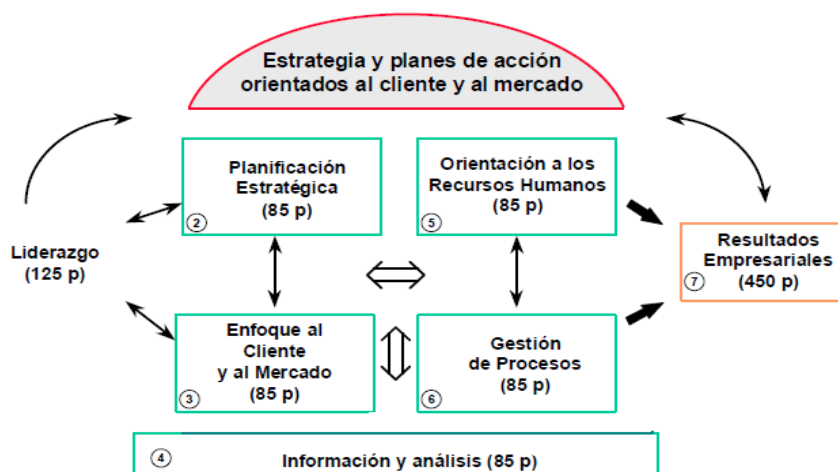 Estrategia y planes de acción
orientados al cliente y al mercado
Planificación
Estratégica
(85 p)
2
Orientación a los
Recursos Humanos
(85 p)
5
Liderazgo
(125 p)
Resultados
Empresariales
(450 p)
7
Enfoque al
Cliente
y al Mercado
(85 p)
3
Gestión
de Procesos
(85 p)
6
4
Información y análisis (85 p)